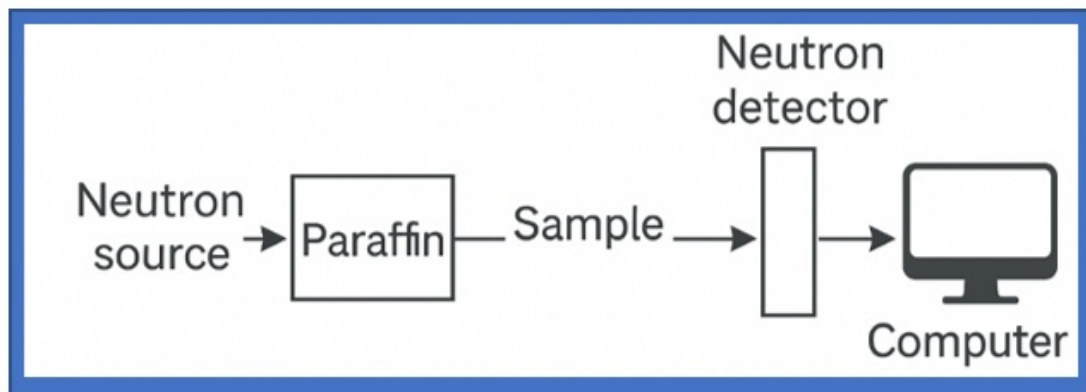 Neutron
source
Paraffin
Sample
Neutron
detector
Computer